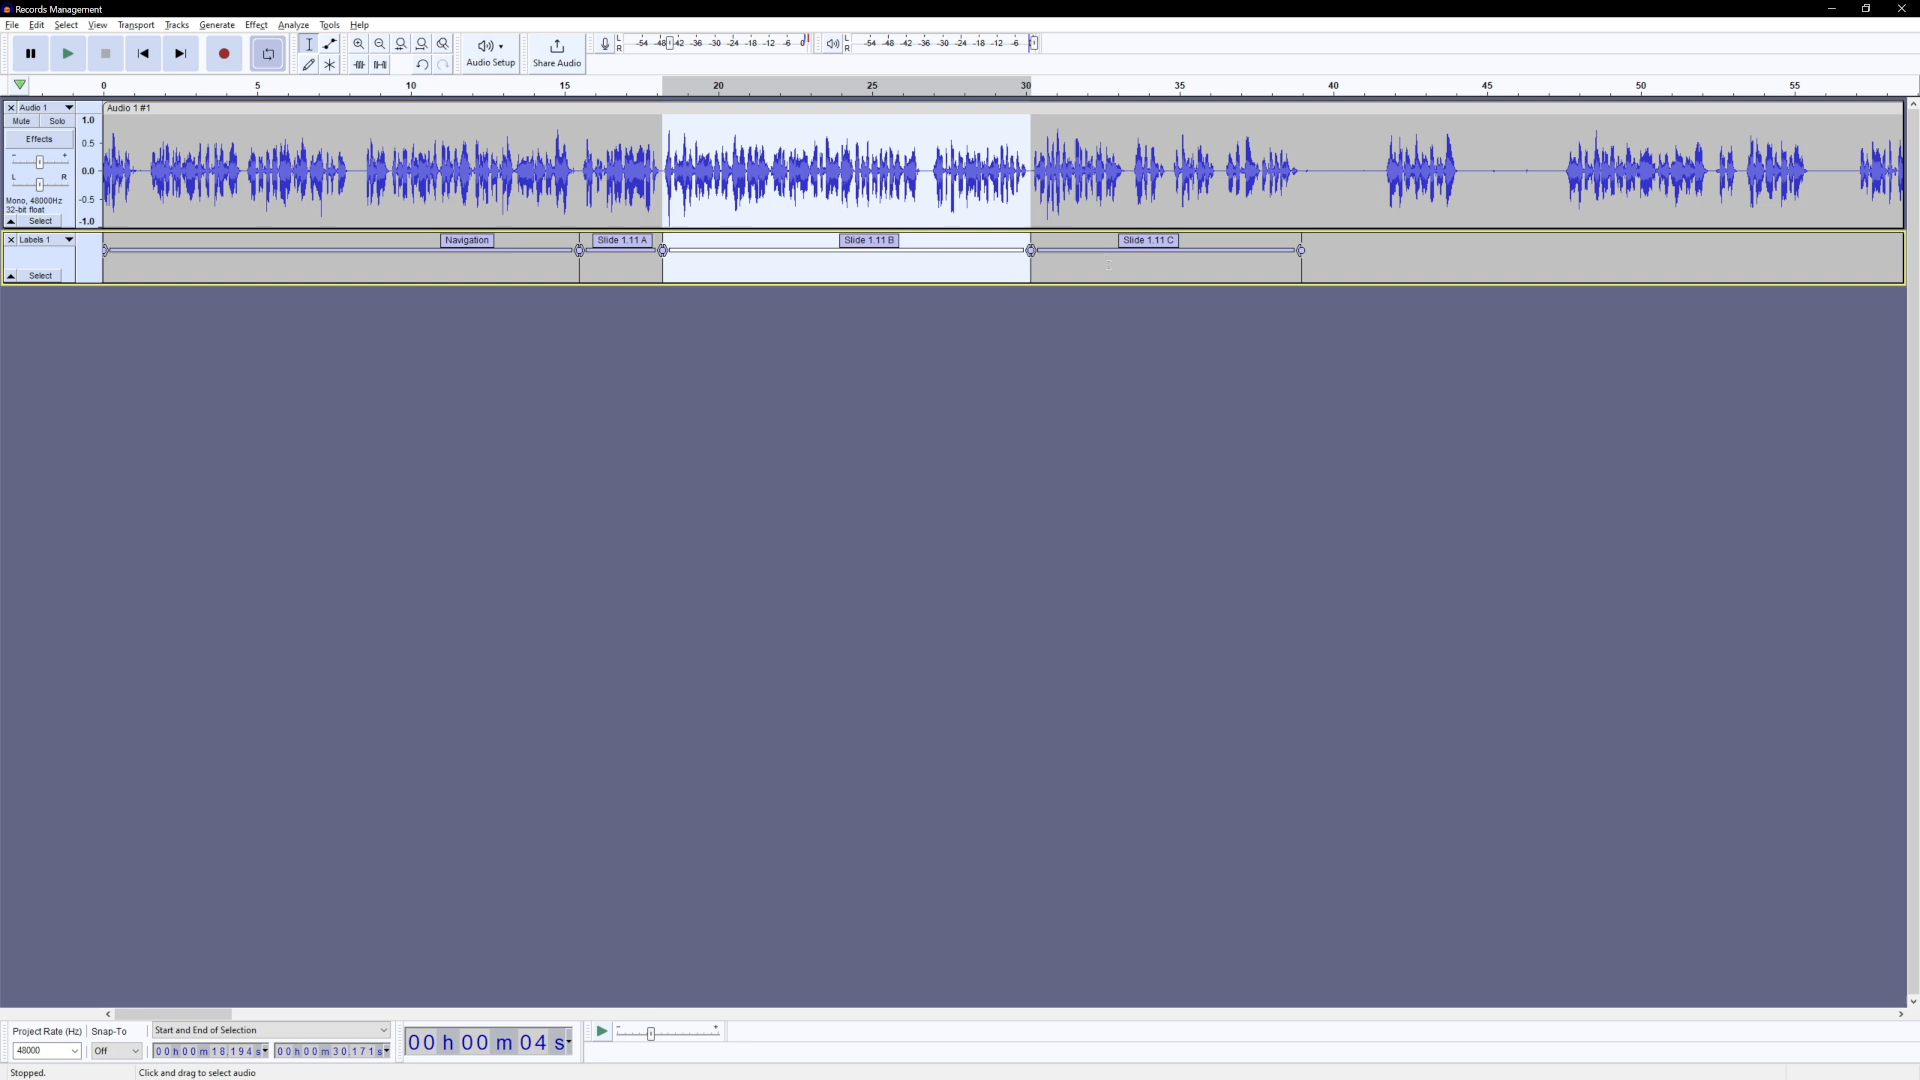 Records Management
File Edit Select View Transport Tracks Generate Effect Analyze Tools Help
Audio Setup
Share Audio
L R -54 -48 -42 -36 -30 -24 -18 -12 -6 0
L R -54 -48 -42 -36 -30 -24 -18 -12 -6
0 5 10 15 20 25 30 35 40 45 50 55
Audio 1
Audio 1 #1
Mute Solo
Effects
- +
L R
Mono, 48000Hz
32-bit float
Select
1.0
0.5
0.0
-0.5
-1.0
Labels 1
Navigation Slide 1.11 A Slide 1.11 B Slide 1.11 C
Select
Project Rate (Hz) Snap-To Start and End of Selection
48000 Off 00 h 00 m 18.194 s 00 h 00 m 30.171 s
00 h 00 m 04 s
- +
Stopped. Click and drag to select audio